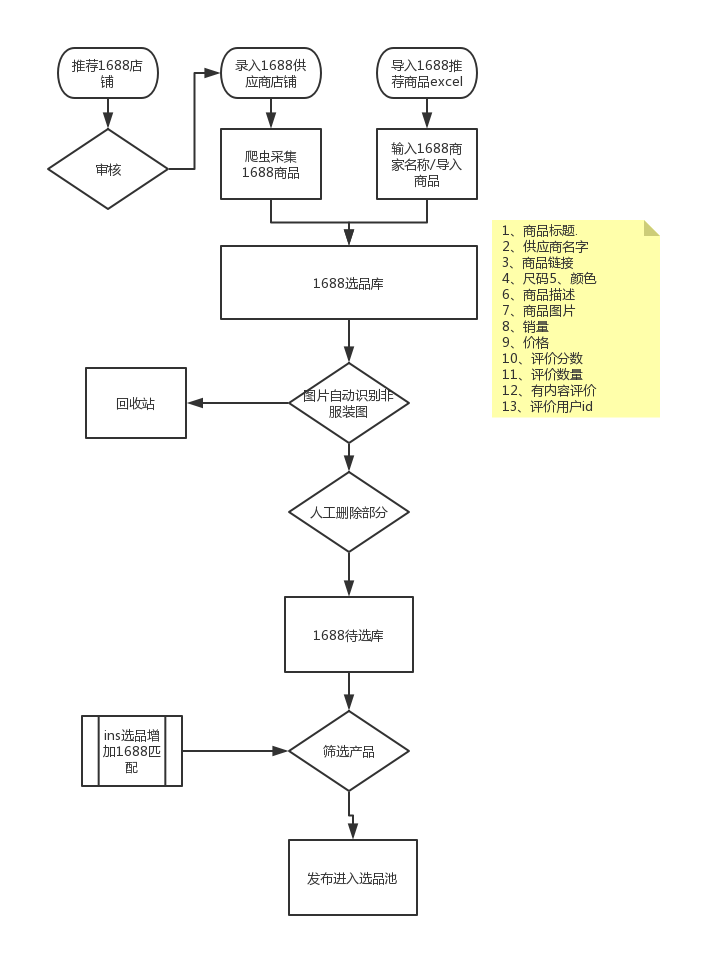 推荐1688店
铺
录入1688供
应商店铺
导入1688推
荐商品excel
审核
爬虫采集
1688商品
输入1688商
家名称/导入
商品
1、商品标题.
2、供应商名字
3、商品链接
4、尺码5、颜色
6、商品描述
7、商品图片
8、销量
9、价格
10、评价分数
11、评价数量
12、有内容评价
13、评价用户id
1688选品库
图片自动识别非
服装图
回收站
人工删除部分
1688待选库
ins选品增
加1688匹
配
筛选产品
发布进入选品池